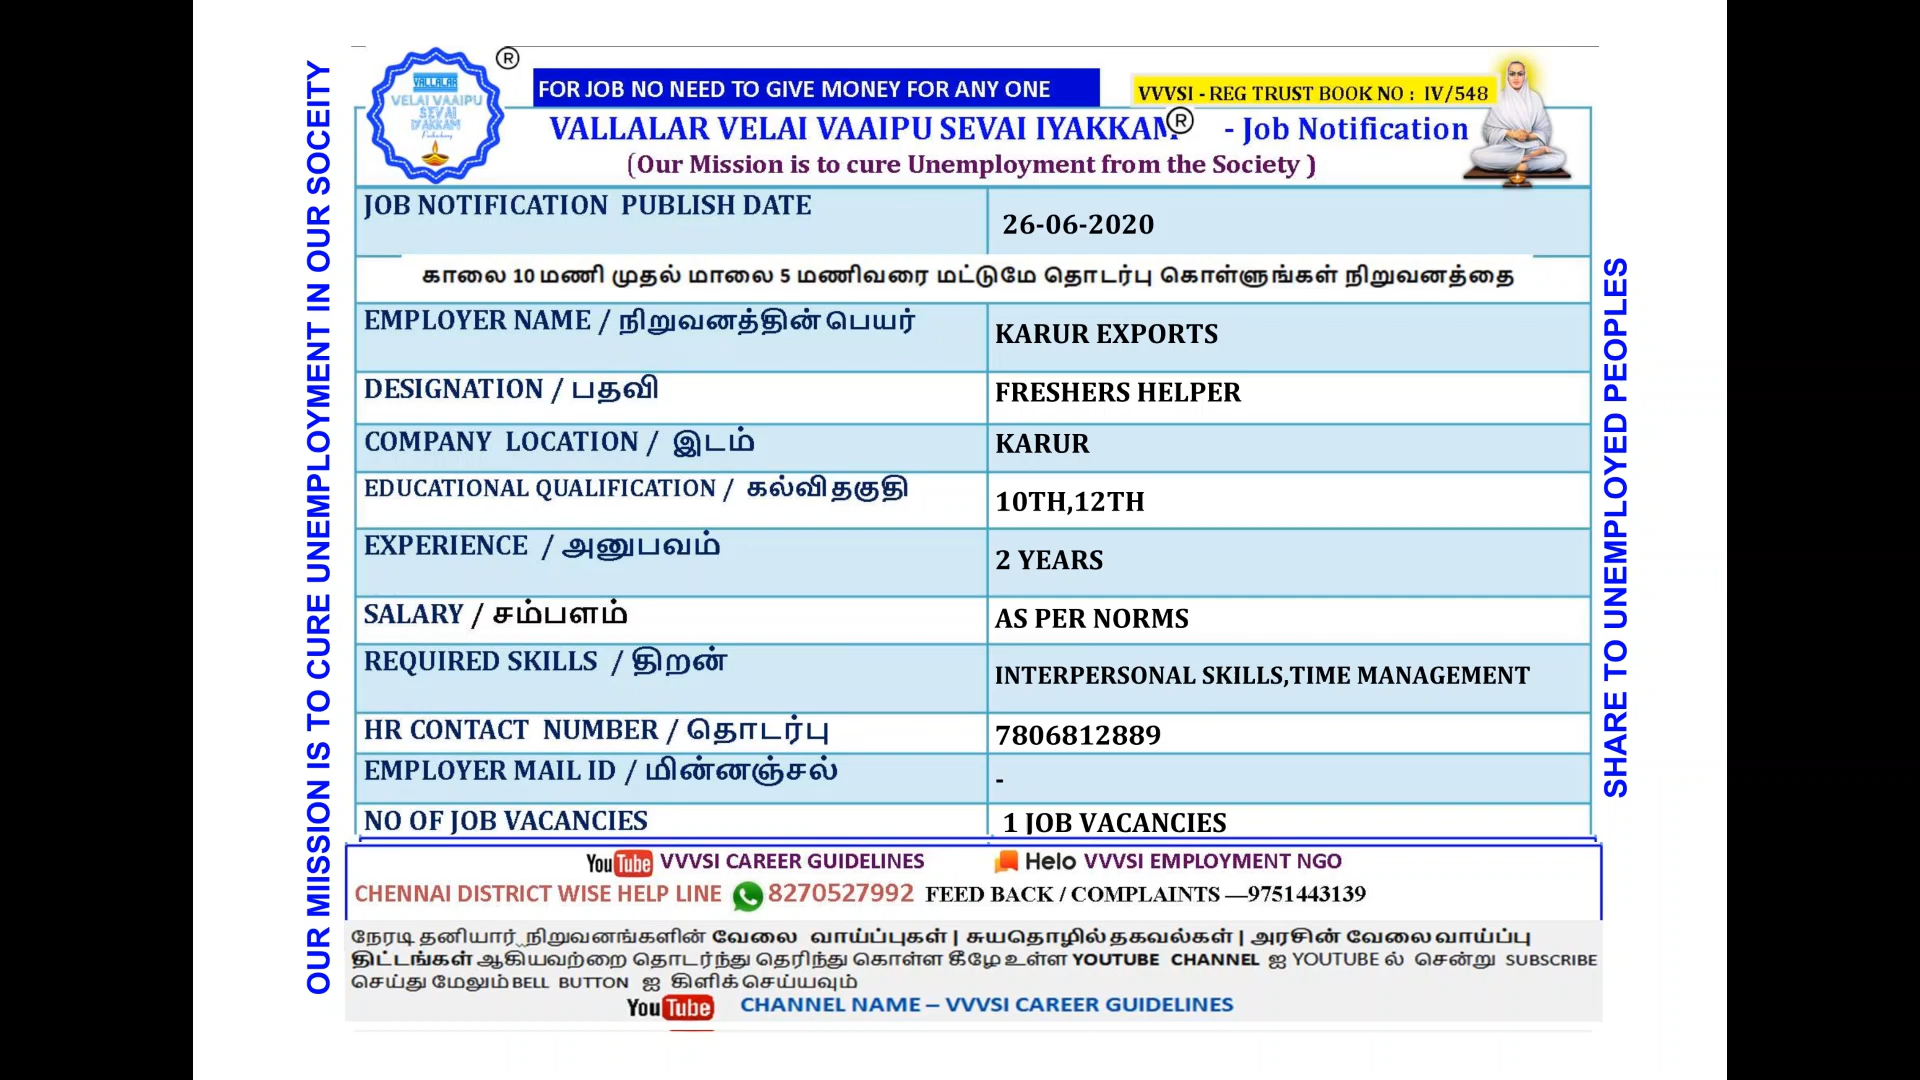 ®
FOR JOB NO NEED TO GIVE MONEY FOR ANY ONE
VVVSI - REG TRUST BOOK NO : IV/548
VALLALAR
VELAI VAAIPU
SEVAI
IYAKKAM
VALLALAR VELAI VAAIPU SEVAI IYAKKAM® - Job Notification
(Our Mission is to cure Unemployment from the Society )
OUR MISSION IS TO CURE UNEMPLOYMENT IN OUR SOCEITY
JOB NOTIFICATION PUBLISH DATE 26-06-2020
காலை 10 மணி முதல் மாலை 5 மணிவரை மட்டுமே தொடர்பு கொள்ளுங்கள் நிறுவனத்தை
EMPLOYER NAME / நிறுவனத்தின் பெயர் KARUR EXPORTS
DESIGNATION / பதவி FRESHERS HELPER
COMPANY LOCATION / இடம் KARUR
EDUCATIONAL QUALIFICATION / கல்வி தகுதி 10TH,12TH
EXPERIENCE / அனுபவம் 2 YEARS
SALARY / சம்பளம் AS PER NORMS
REQUIRED SKILLS / திறன் INTERPERSONAL SKILLS,TIME MANAGEMENT
HR CONTACT NUMBER / தொடர்பு 7806812889
EMPLOYER MAIL ID / மின்னஞ்சல் -
NO OF JOB VACANCIES 1 JOB VACANCIES
SHARE TO UNEMPLOYED PEOPLES
YouTube VVVSI CAREER GUIDELINES Helo VVVSI EMPLOYMENT NGO
CHENNAI DISTRICT WISE HELP LINE 8270527992 FEED BACK / COMPLAINTS —9751443139
நேரடி தனியார் நிறுவனங்களின் வேலை வாய்ப்புகள் | சுயதொழில் தகவல்கள் | அரசின் வேலை வாய்ப்பு
திட்டங்கள் ஆகியவற்றை தொடர்ந்து தெரிந்து கொள்ள கீழே உள்ள YOUTUBE CHANNEL ஐ YOUTUBE ல் சென்று SUBSCRIBE
செய்து மேலும் BELL BUTTON ஐ கிளிக் செய்யவும்
YouTube CHANNEL NAME – VVVSI CAREER GUIDELINES